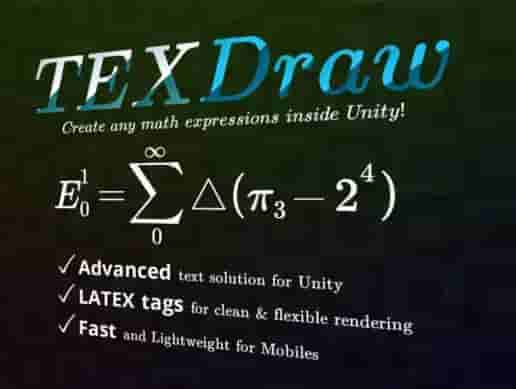 TEXDraw
Create any math expressions inside Unity!
E₀¹ = ∑₀^∞ △(π₃ − 2⁴)
✓ Advanced text solution for Unity
✓ LATEX tags for clean & flexible rendering
✓ Fast and Lightweight for Mobiles